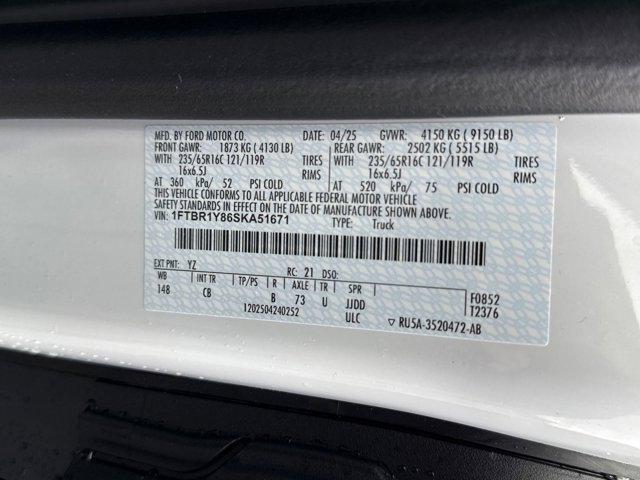 MFD. BY FORD MOTOR CO. DATE: 04/25 GVWR: 4150 KG ( 9150 LB)
FRONT GAWR: 1873 KG ( 4130 LB) REAR GAWR: 2502 KG ( 5515 LB)
WITH 235/65R16C 121/119R TIRES WITH 235/65R16C 121/119R TIRES
16x6.5J RIMS 16x6.5J RIMS
AT 360 kPa/ 52 PSI COLD AT 520 kPa/ 75 PSI COLD
THIS VEHICLE CONFORMS TO ALL APPLICABLE FEDERAL MOTOR VEHICLE
SAFETY STANDARDS IN EFFECT ON THE DATE OF MANUFACTURE SHOWN ABOVE.
VIN: 1FTBR1Y86SKA51671 TYPE: Truck
EXT PNT: YZ RC: 21 DSO:
WB INT TR TP/PS R AXLE TR SPR
148 CB B 73 U JJDD F0852
1202504240252 ULC T2376
RU5A-3520472-AB